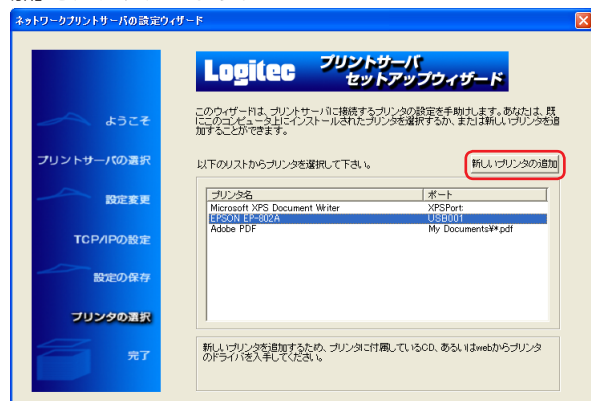 ネットワークプリントサーバの設定ウィザード
Logitec
プリントサーバ
セットアップウィザード
ようこそ
プリントサーバの選択
設定変更
TCP/IPの設定
設定の保存
プリンタの選択
完了
このウィザードは、プリントサーバに接続するプリンタの設定を手助けします。あなたは、既
にこのコンピュータ上にインストールされたプリンタを選択するか、または新しいプリンタを追
加することができます。
以下のリストからプリンタを選択して下さい。
新しいプリンタの追加
プリンタ名 ポート
Microsoft XPS Document Writer XPSPort:
EPSON EP-802A USB001
Adobe PDF My Documents¥*.pdf
新しいプリンタを追加するため、プリンタに付属しているCD、あるいはwebからプリンタ
のドライバを入手してください。